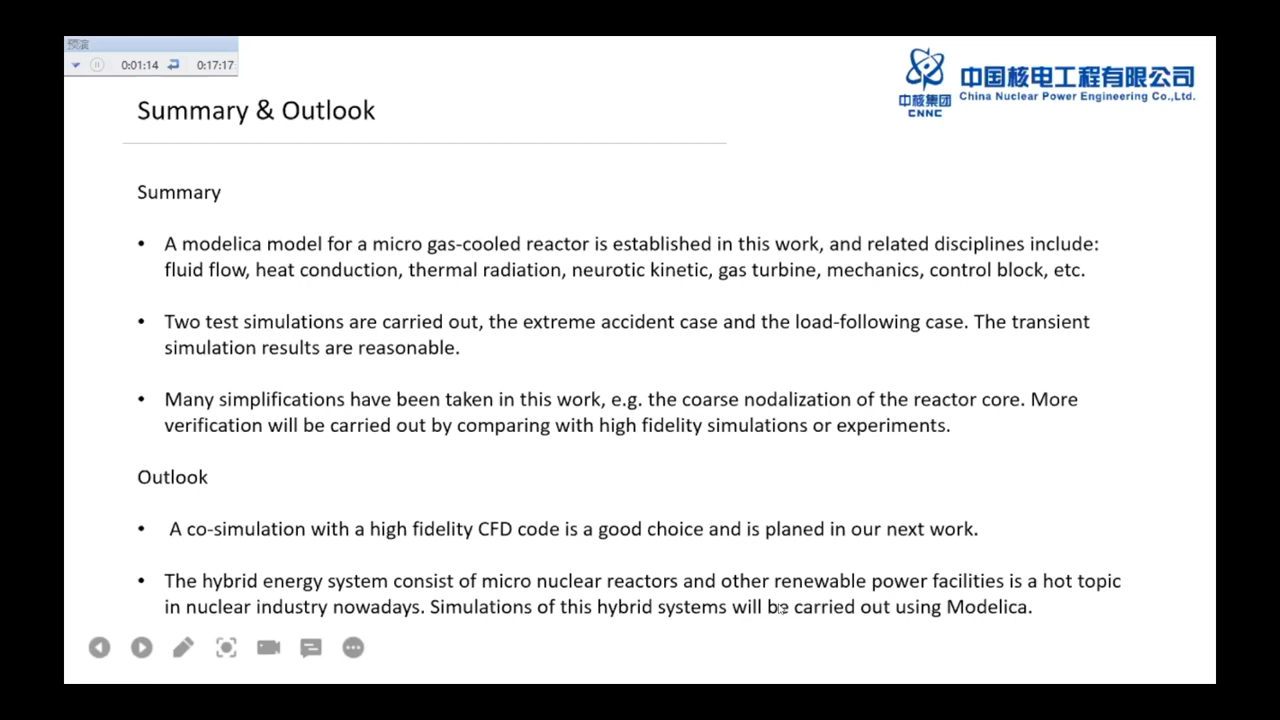 预演
0:01:14 0:17:17
中核集团
CNNC
中国核电工程有限公司
China Nuclear Power Engineering Co.,Ltd.
Summary & Outlook
Summary
• A modelica model for a micro gas-cooled reactor is established in this work, and related disciplines include:
fluid flow, heat conduction, thermal radiation, neurotic kinetic, gas turbine, mechanics, control block, etc.
• Two test simulations are carried out, the extreme accident case and the load-following case. The transient
simulation results are reasonable.
• Many simplifications have been taken in this work, e.g. the coarse nodalization of the reactor core. More
verification will be carried out by comparing with high fidelity simulations or experiments.
Outlook
• A co-simulation with a high fidelity CFD code is a good choice and is planed in our next work.
• The hybrid energy system consist of micro nuclear reactors and other renewable power facilities is a hot topic
in nuclear industry nowadays. Simulations of this hybrid systems will be carried out using Modelica.